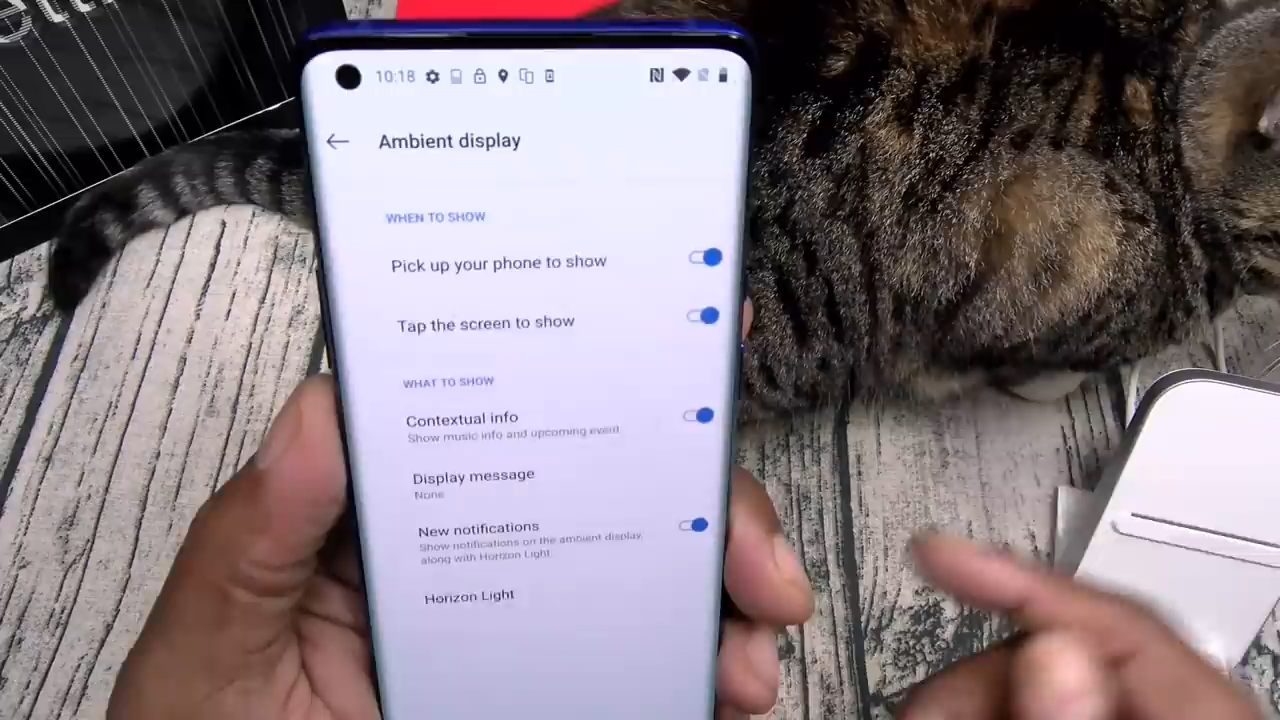 10:18
Ambient display
WHEN TO SHOW
Pick up your phone to show
Tap the screen to show
WHAT TO SHOW
Contextual info
Show music info and upcoming event
Display message
None
New notifications
Show notifications on the ambient display,
along with Horizon Light.
Horizon Light